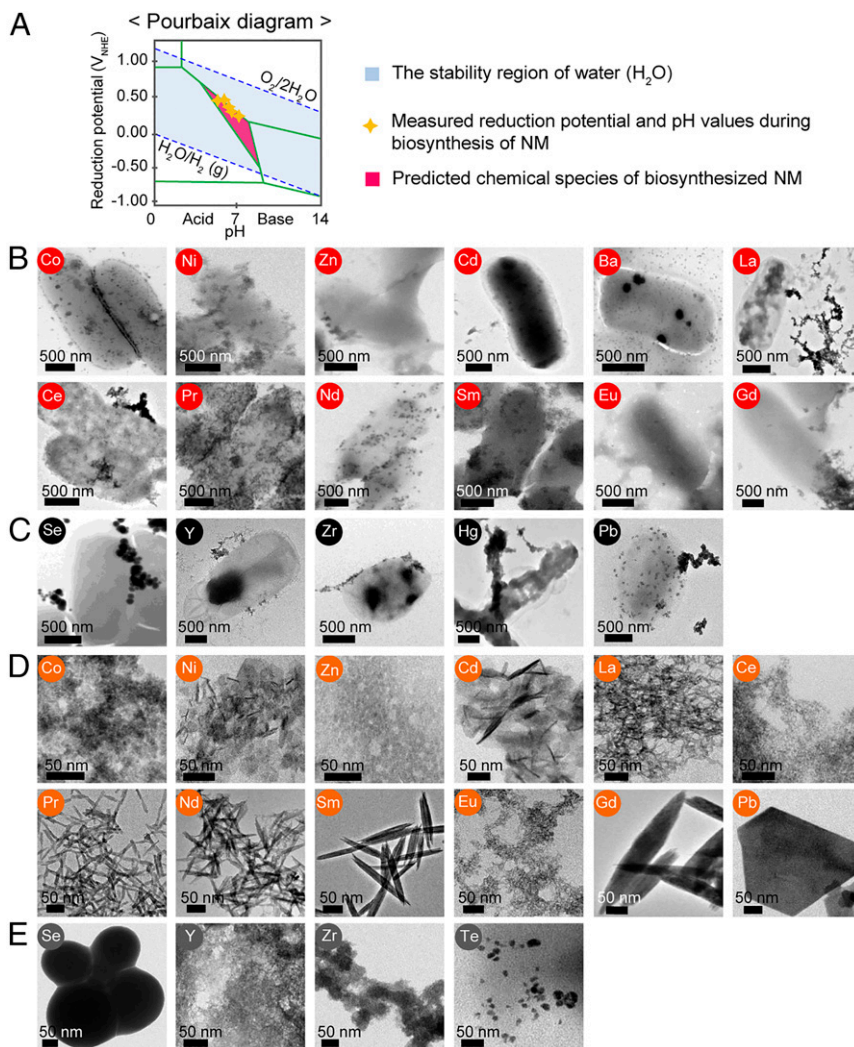 A
< Pourbaix diagram >
Reduction potential (VNHE)
1.00
0.50
0.00
-0.50
-1.00
O2/2H2O
H2O/H2 (g)
0 Acid 7 Base 14
pH
The stability region of water (H2O)
Measured reduction potential and pH values during
biosynthesis of NM
Predicted chemical species of biosynthesized NM
B
Co Ni Zn Cd Ba La
500 nm 500 nm 500 nm 500 nm 500 nm 500 nm
Ce Pr Nd Sm Eu Gd
500 nm 500 nm 500 nm 500 nm 500 nm 500 nm
C
Se Y Zr Hg Pb
500 nm 500 nm 500 nm 500 nm 500 nm
D
Co Ni Zn Cd La Ce
50 nm 50 nm 50 nm 50 nm 50 nm 50 nm
Pr Nd Sm Eu Gd Pb
50 nm 50 nm 50 nm 50 nm 50 nm 50 nm
E
Se Y Zr Te
50 nm 50 nm 50 nm 50 nm